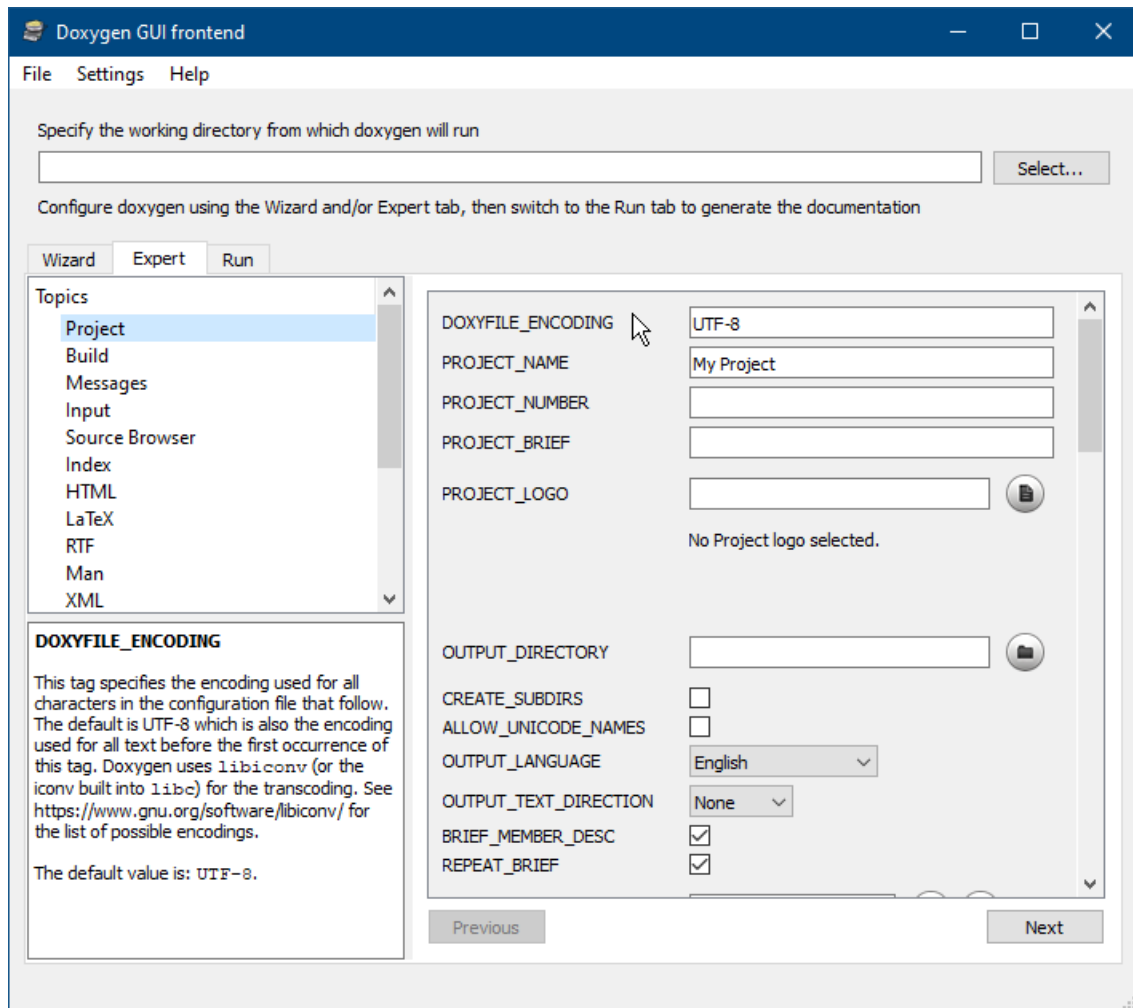 Doxygen GUI frontend
File Settings Help
Specify the working directory from which doxygen will run
Select...
Configure doxygen using the Wizard and/or Expert tab, then switch to the Run tab to generate the documentation
Wizard Expert Run
Topics
Project
Build
Messages
Input
Source Browser
Index
HTML
LaTeX
RTF
Man
XML
DOXYFILE_ENCODING
This tag specifies the encoding used for all
characters in the configuration file that follow.
The default is UTF-8 which is also the encoding
used for all text before the first occurrence of
this tag. Doxygen uses libiconv (or the
iconv built into libc) for the transcoding. See
https://www.gnu.org/software/libiconv/ for
the list of possible encodings.
The default value is: UTF-8.
DOXYFILE_ENCODING UTF-8
PROJECT_NAME My Project
PROJECT_NUMBER
PROJECT_BRIEF
PROJECT_LOGO
No Project logo selected.
OUTPUT_DIRECTORY
CREATE_SUBDIRS
ALLOW_UNICODE_NAMES
OUTPUT_LANGUAGE English
OUTPUT_TEXT_DIRECTION None
BRIEF_MEMBER_DESC
REPEAT_BRIEF
Previous Next